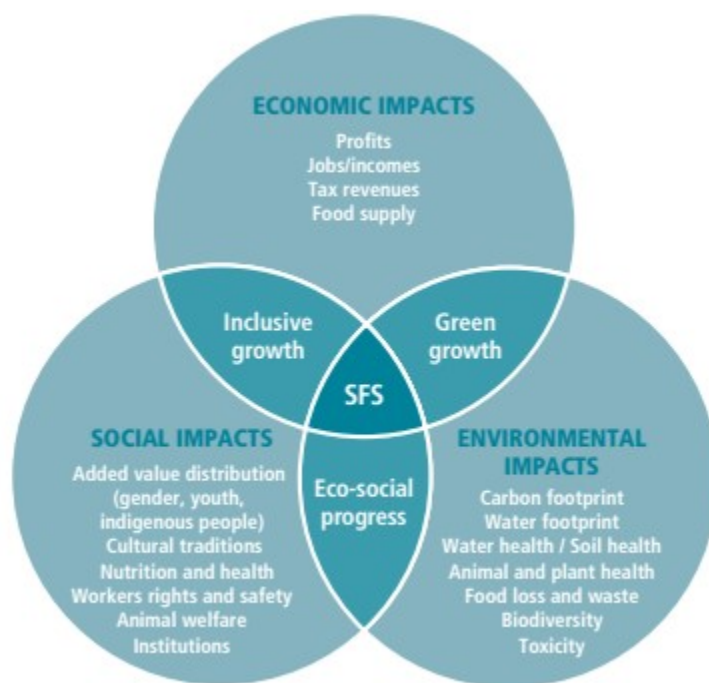 ECONOMIC IMPACTS
Profits
Jobs/incomes
Tax revenues
Food supply
Inclusive
growth
Green
growth
SFS
SOCIAL IMPACTS
Added value distribution
(gender, youth,
indigenous people)
Cultural traditions
Nutrition and health
Workers rights and safety
Animal welfare
Institutions
Eco-social
progress
ENVIRONMENTAL
IMPACTS
Carbon footprint
Water footprint
Water health / Soil health
Animal and plant health
Food loss and waste
Biodiversity
Toxicity